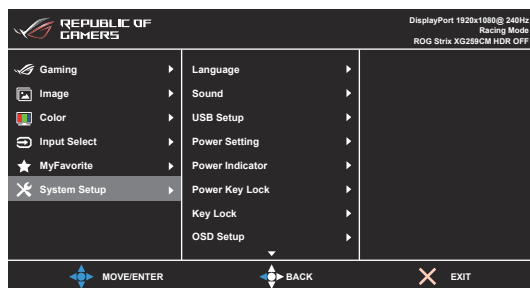 REPUBLIC OF
GAMERS
DisplayPort 1920x1080@ 240Hz
Racing Mode
ROG Strix XG259CM HDR OFF
Gaming
Image
Color
Input Select
MyFavorite
System Setup
Language
Sound
USB Setup
Power Setting
Power Indicator
Power Key Lock
Key Lock
OSD Setup
MOVE/ENTER
BACK
EXIT